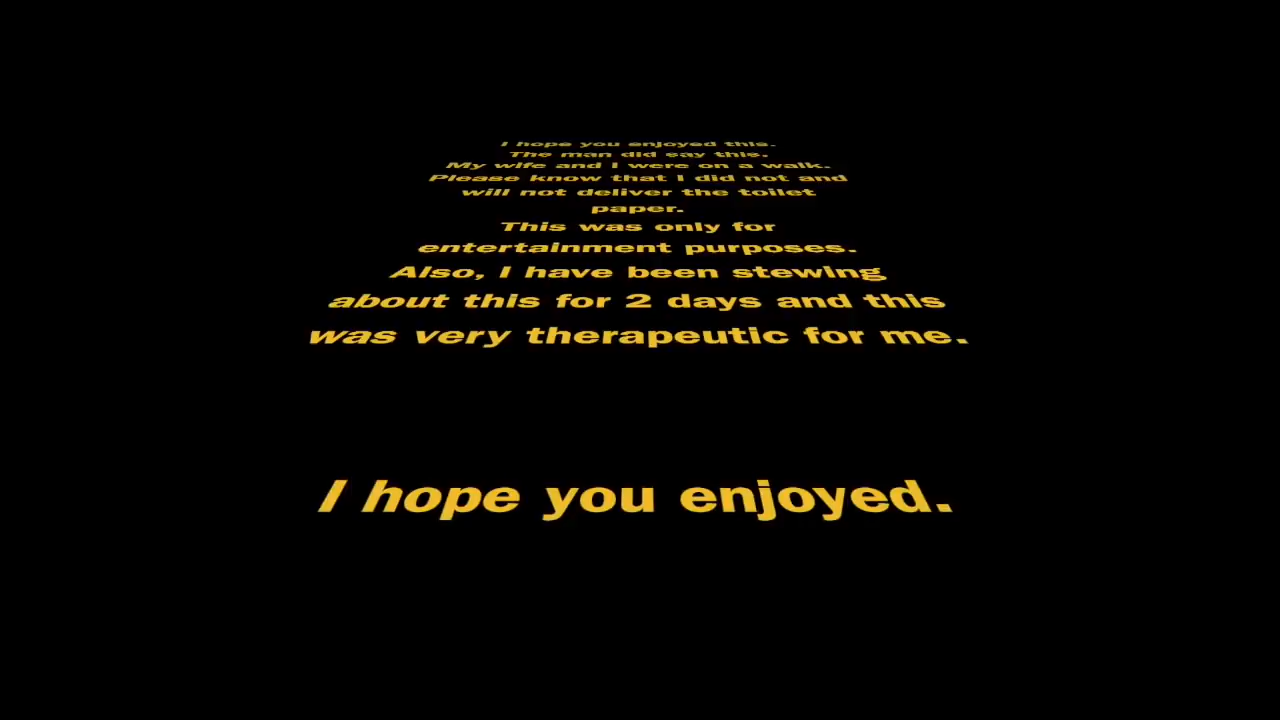 I hope you enjoyed this.
The man did say this.
My wife and I were on a walk.
Please know that I did not and
will not deliver the toilet
paper.
This was only for
entertainment purposes.
Also, I have been stewing
about this for 2 days and this
was very therapeutic for me.
I hope you enjoyed.